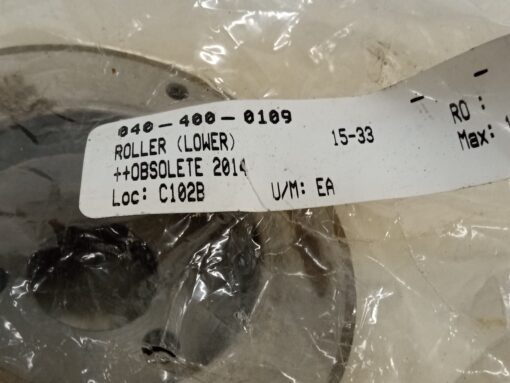 040-400-0109
ROLLER (LOWER) 15-33 RO :
++OBSOLETE 2014 Max:
Loc: C102B U/M: EA